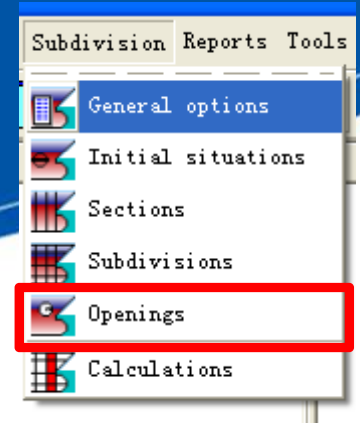 Subdivision Reports Tools
General options
Initial situations
Sections
Subdivisions
Openings
Calculations